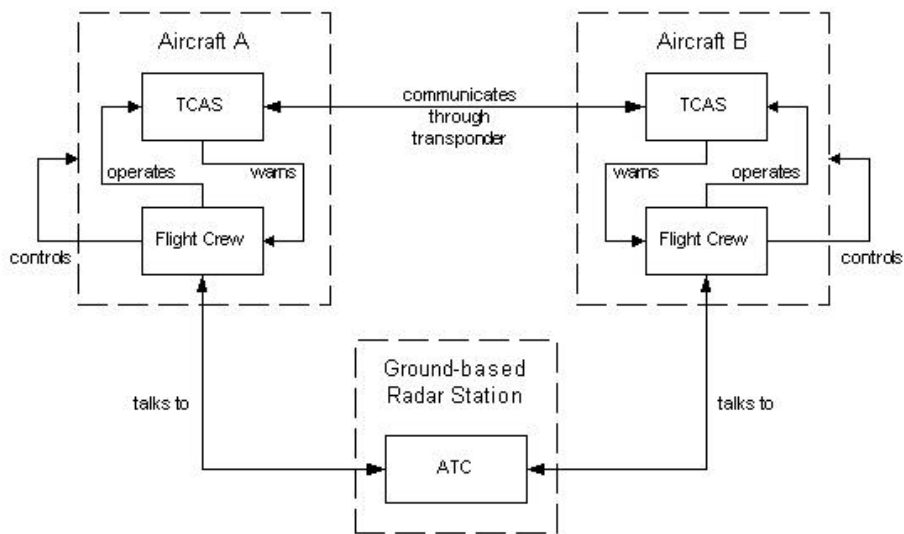 Aircraft A
Aircraft B
TCAS
communicates
through
transponder
TCAS
operates
warns
warns
operates
Flight Crew
Flight Crew
controls
controls
Ground-based
Radar Station
talks to
talks to
ATC